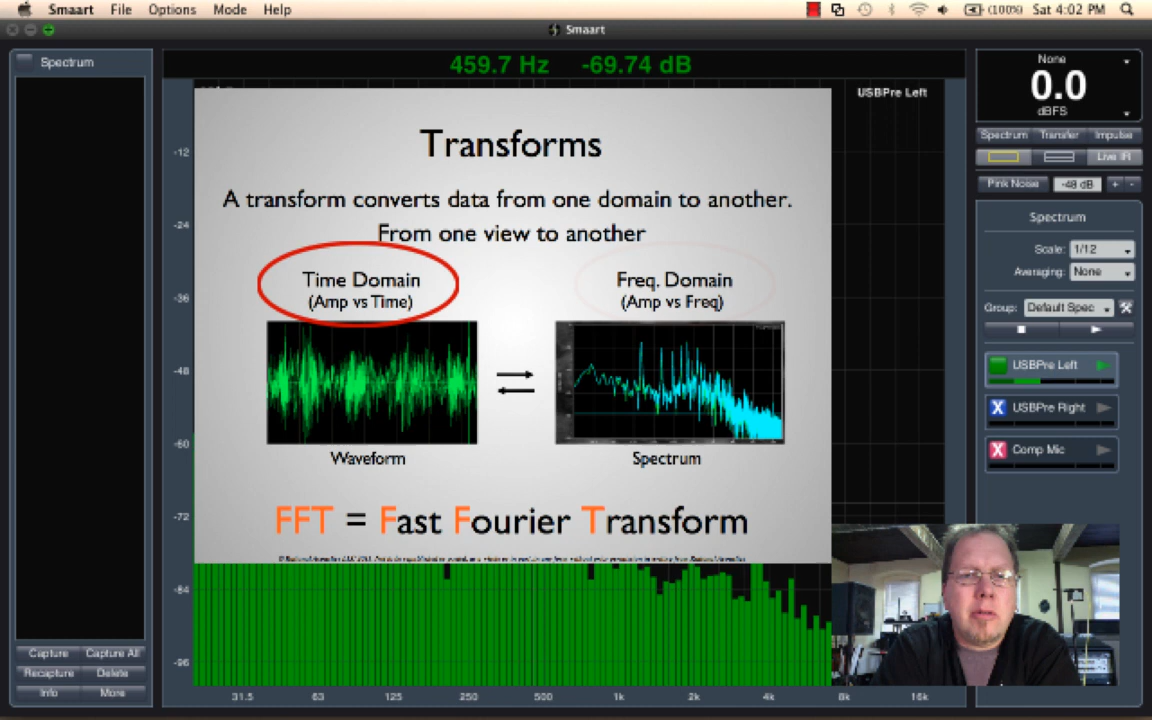 Smaart File Options Mode Help
(100%) Sat 4:02 PM
Smaart
Spectrum
459.7 Hz -69.74 dB
USBPre Left
None
0.0
dBFS
Spectrum Transfer Impulse
Live IR
Pink Noise -48 dB + -
Spectrum
Scale: 1/12
Averaging: None
Group: Default Spec
USBPre Left
USBPre Right
Comp Mic
Transforms
A transform converts data from one domain to another.
From one view to another
Time Domain
(Amp vs Time)
Freq. Domain
(Amp vs Freq)
Waveform
Spectrum
FFT = Fast Fourier Transform
-12
-24
-36
-48
-60
-72
-84
-96
31.5 63 125 250 500 1k 2k 4k 8k 16k
Capture Capture All
Recapture Delete
Info More